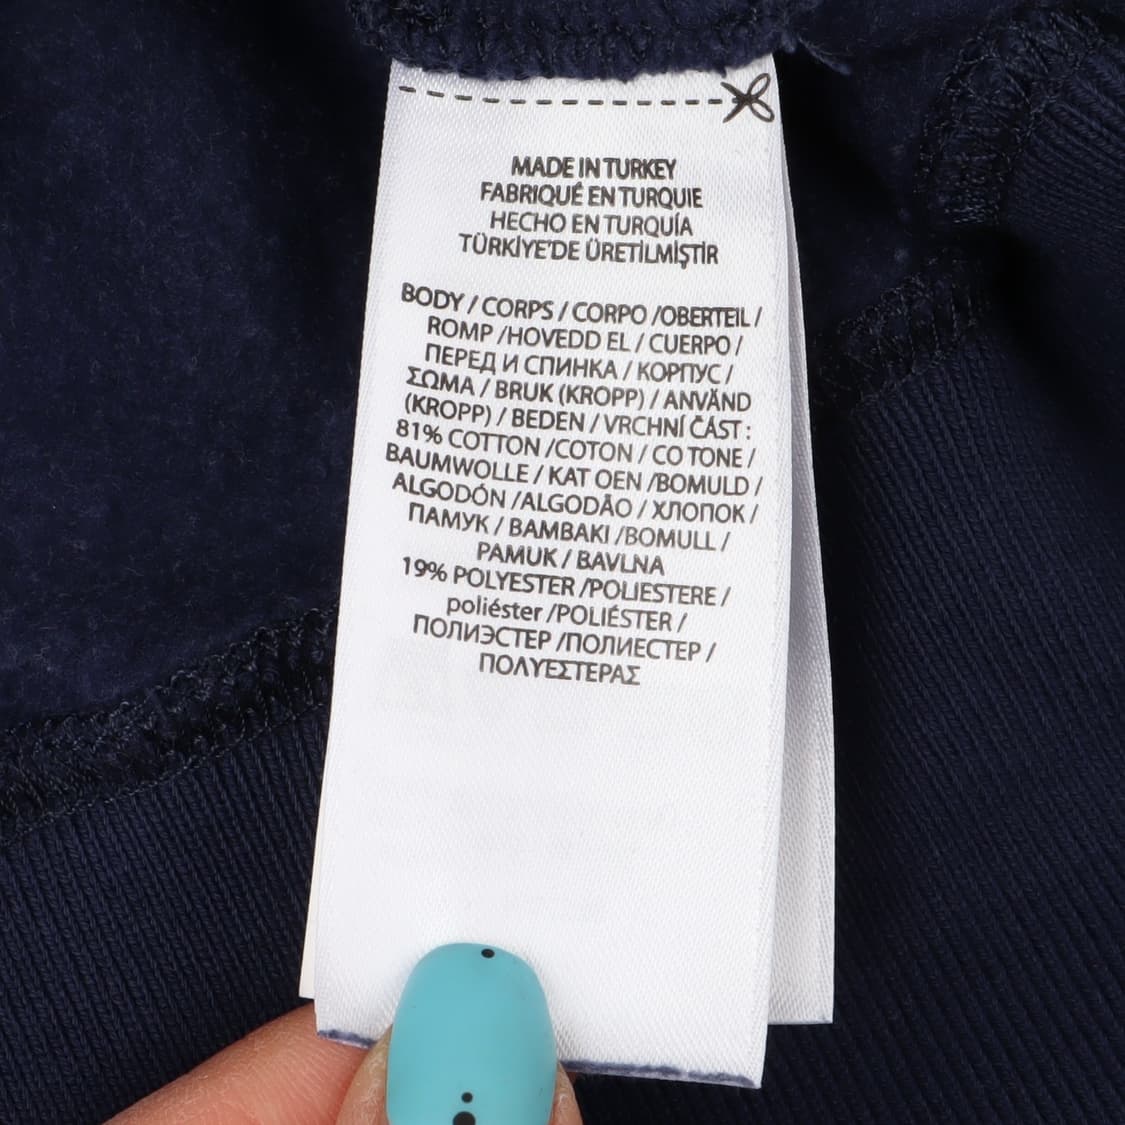 MADE IN TURKEY
FABRIQUÉ EN TURQUIE
HECHO EN TURQUÍA
TÜRKİYE'DE ÜRETİLMİŞTİR
BODY / CORPS / CORPO /OBERTEIL /
ROMP /HOVEDD EL / CUERPO /
ПЕРЕД И СПИНКА / КОРПУС /
ΣΩΜΑ / BRUK (KROPP) / ANVÄND
(KROPP) / BEDEN / VRCHNÍ ČÁST :
81% COTTON /COTON / CO TONE /
BAUMWOLLE / KAT OEN /BOMULD /
ALGODÓN /ALGODÃO / ХЛОПОК /
ПАМУК / BAMBAKI /BOMULL /
PAMUK / BAVLNA
19% POLYESTER /POLIESTERE /
poliéster /POLIÉSTER /
ПОЛИЭСТЕР /ПОЛИЕСТЕР /
ΠΟΛΥΕΣΤΕΡΑΣ